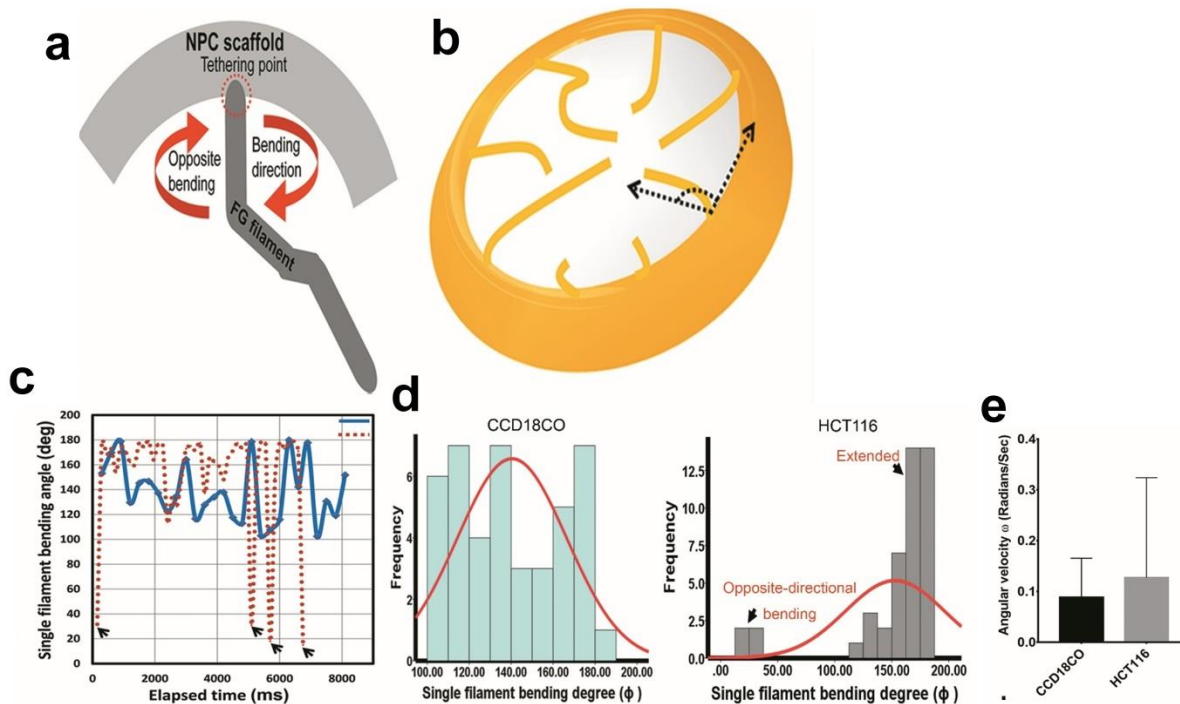 a
NPC scaffold
Tethering point
Opposite
bending
Bending
direction
FG filament
b
c
Single filament bending angle (deg)
200
180
160
140
120
100
80
60
40
20
0
0 2000 4000 6000 8000
Elapsed time (ms)
d
CCD18CO
Frequency
6
4
2
0
100.00 120.00 140.00 160.00 180.00 200.00
Single filament bending degree (ϕ )
HCT116
Extended
Opposite-directional
bending
Frequency
12.5
10.0
7.5
5.0
2.5
0.0
.00 50.00 100.00 150.00 200.00
Single filament bending degree (ϕ )
e
Angular velocity ω (Radians/Sec)
0.4
0.3
0.2
0.1
0.0
CCD18CO
HCT116